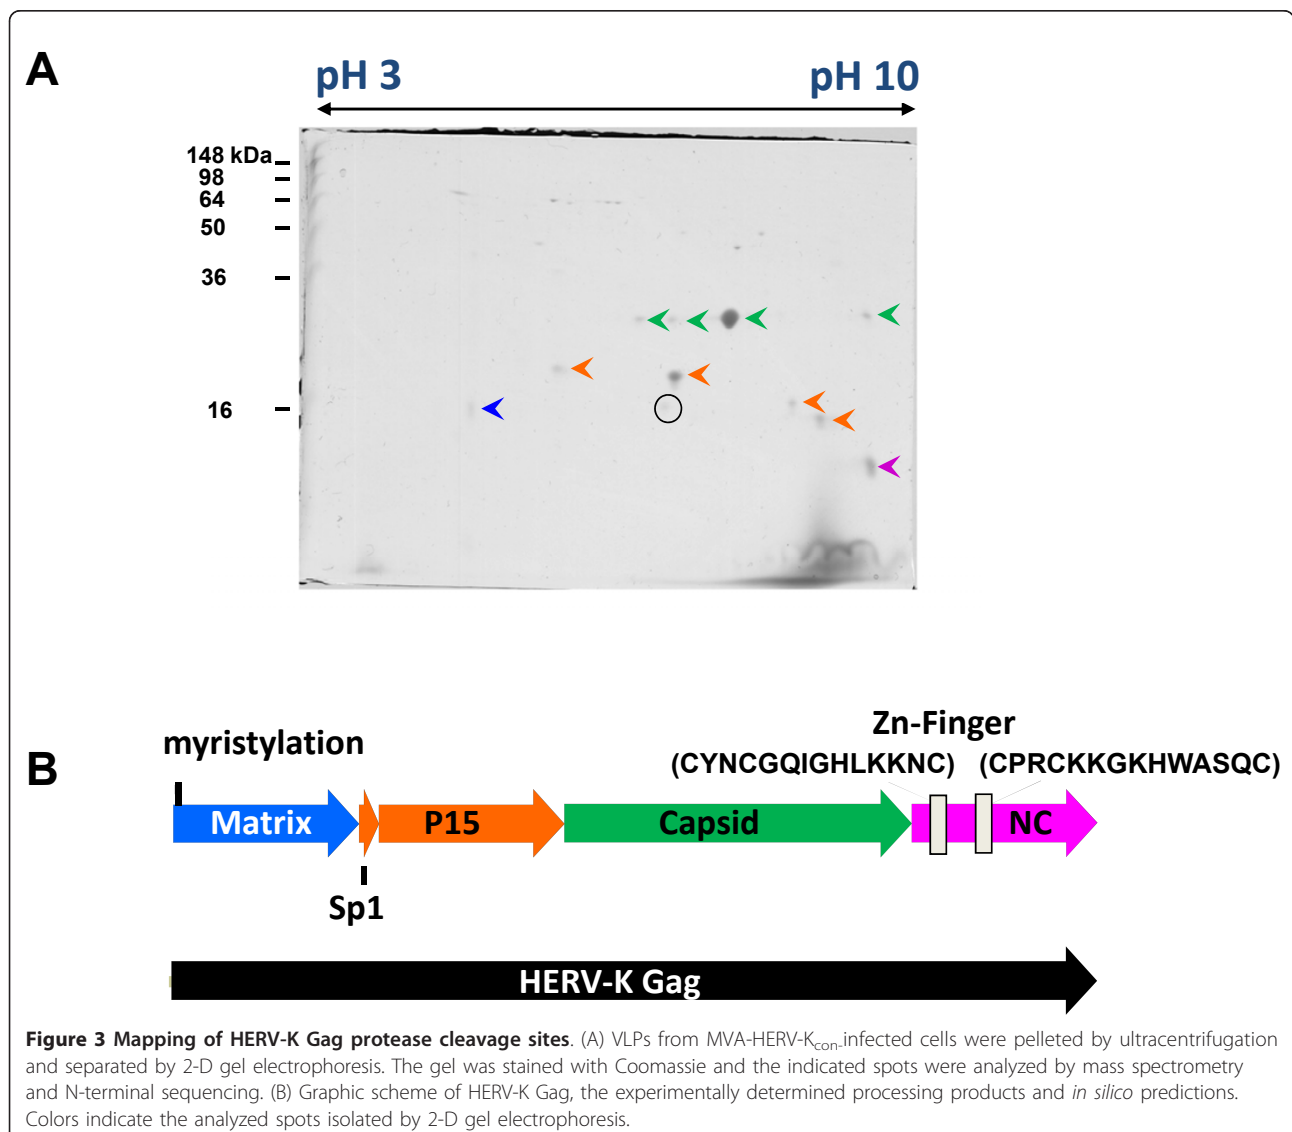 A
pH 3 pH 10
148 kDa
98
64
50
36
16
B
myristylation
Zn-Finger
(CYNCGQIGHLKKNC) (CPRCKKGKHWASQC)
Matrix P15 Capsid NC
Sp1
HERV-K Gag
Figure 3 Mapping of HERV-K Gag protease cleavage sites. (A) VLPs from MVA-HERV-Kcon-infected cells were pelleted by ultracentrifugation
and separated by 2-D gel electrophoresis. The gel was stained with Coomassie and the indicated spots were analyzed by mass spectrometry
and N-terminal sequencing. (B) Graphic scheme of HERV-K Gag, the experimentally determined processing products and in silico predictions.
Colors indicate the analyzed spots isolated by 2-D gel electrophoresis.